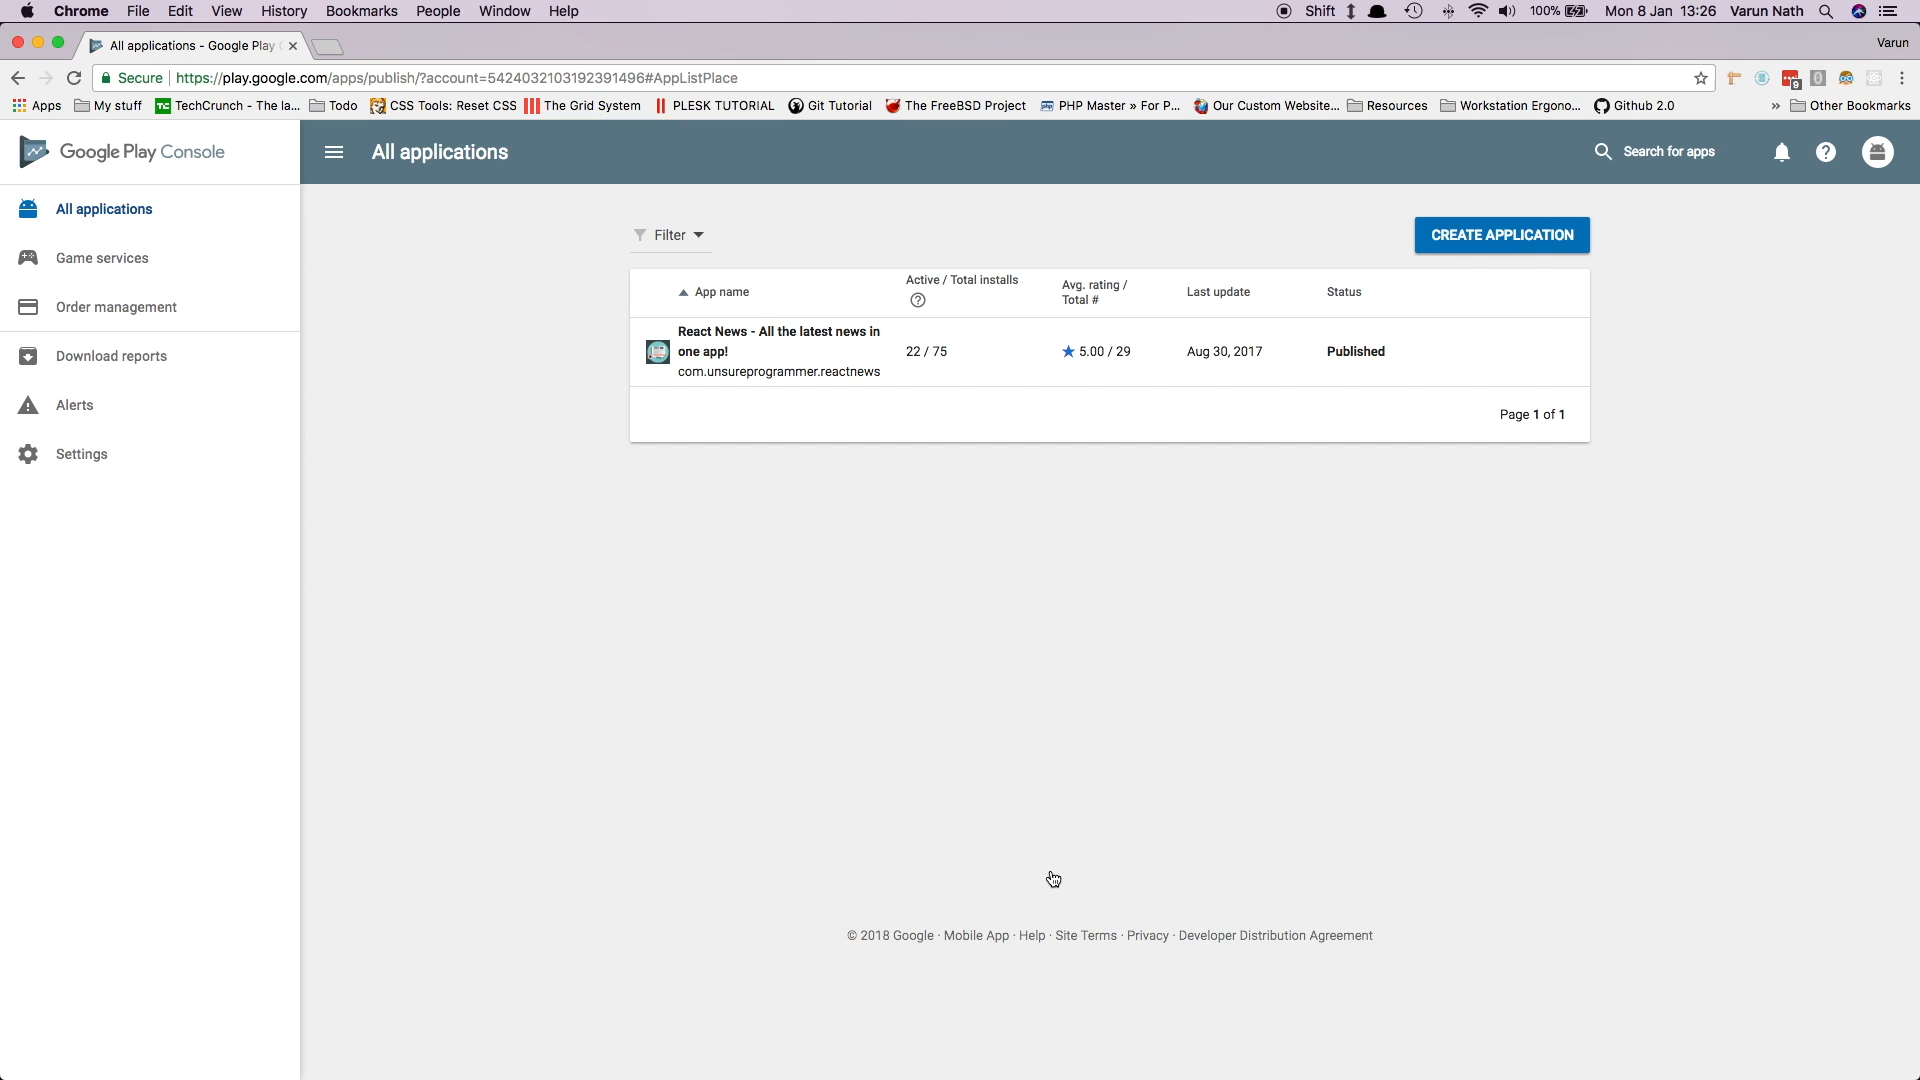 Chrome File Edit View History Bookmarks People Window Help Shift 100% Mon 8 Jan 13:26 Varun Nath
All applications - Google Play Varun
Secure https://play.google.com/apps/publish/?account=5424032103192391496#AppListPlace 9
Apps My stuff TechCrunch - The la... Todo CSS Tools: Reset CSS The Grid System PLESK TUTORIAL Git Tutorial The FreeBSD Project PHP Master » For P... Our Custom Website... Resources Workstation Ergono... Github 2.0 » Other Bookmarks
Google Play Console All applications Search for apps
All applications
Game services
Order management
Download reports
Alerts
Settings
Filter CREATE APPLICATION
App name Active / Total installs Avg. rating / Total # Last update Status
React News - All the latest news in
one app! 22 / 75 5.00 / 29 Aug 30, 2017 Published
com.unsureprogrammer.reactnews
Page 1 of 1
© 2018 Google · Mobile App · Help · Site Terms · Privacy · Developer Distribution Agreement